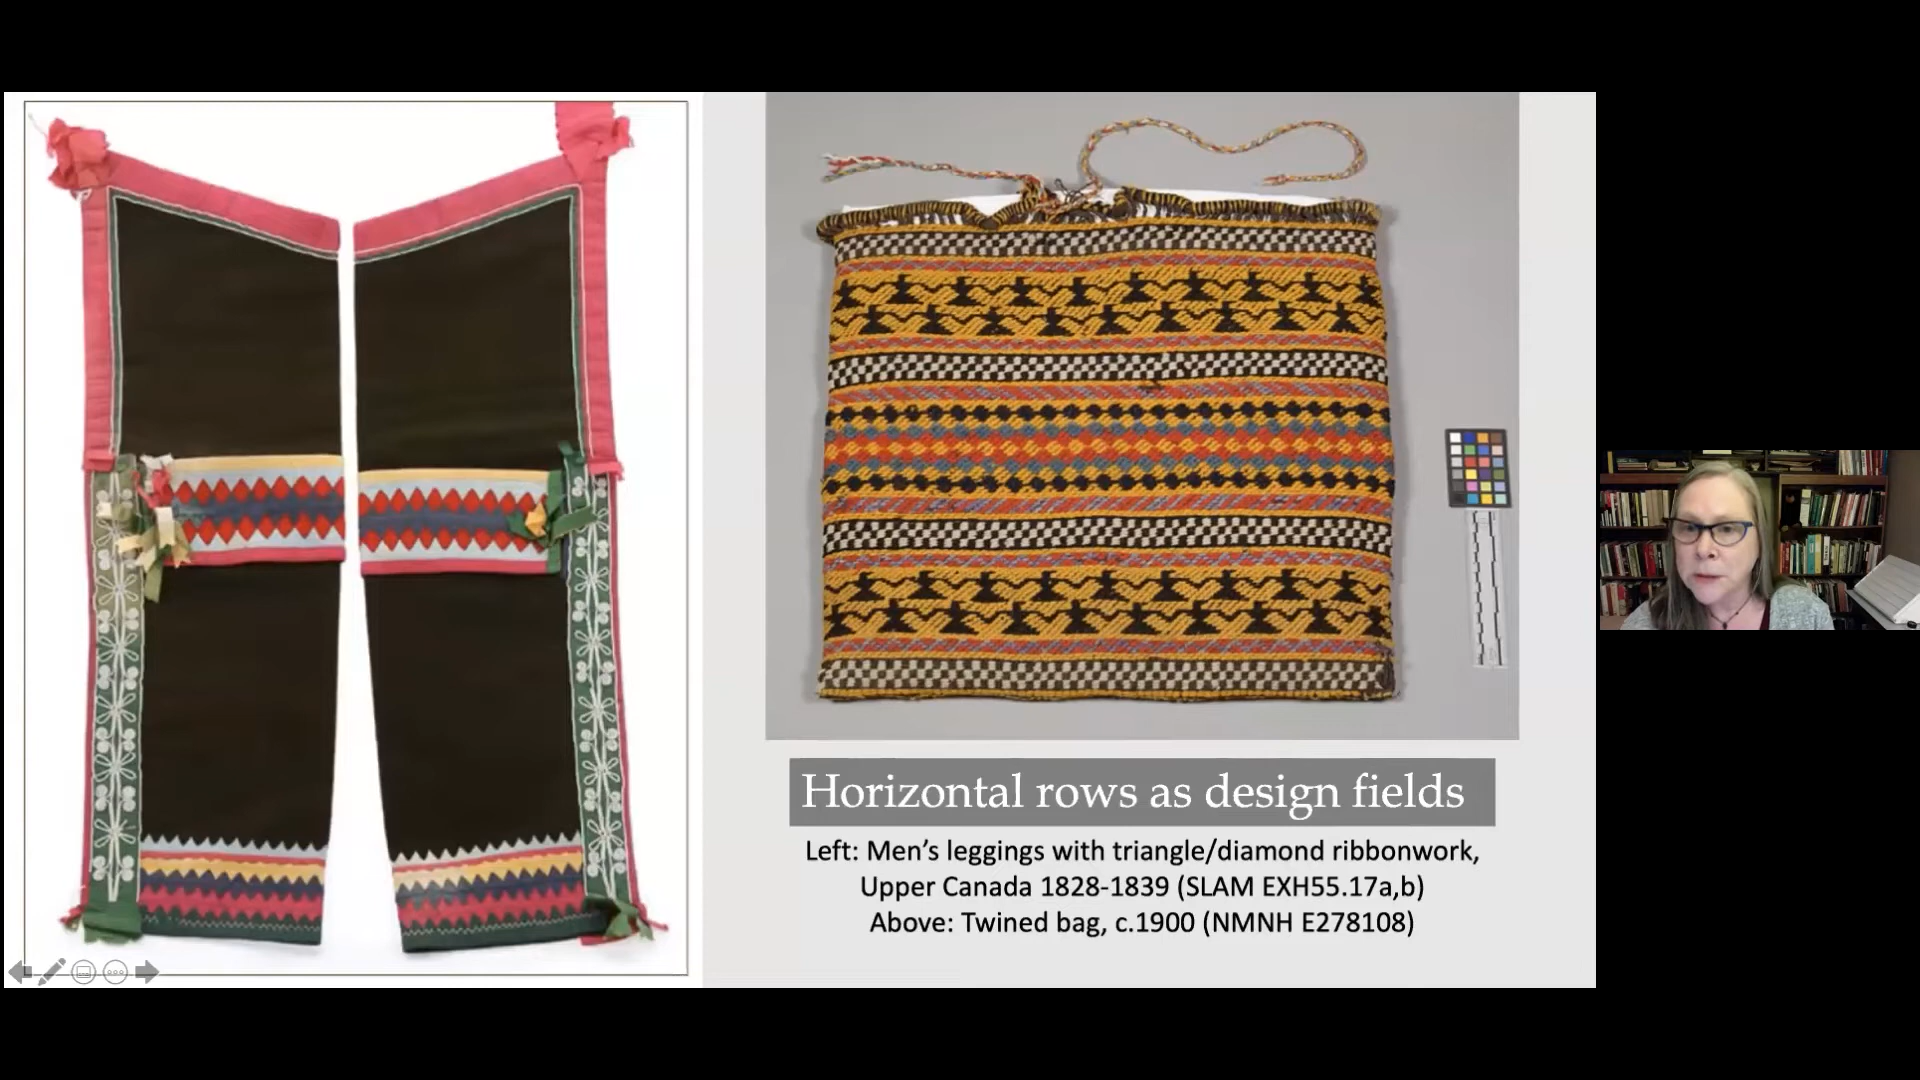 Horizontal rows as design fields
Left: Men's leggings with triangle/diamond ribbonwork,
Upper Canada 1828-1839 (SLAM EXH55.17a,b)
Above: Twined bag, c.1900 (NMNH E278108)